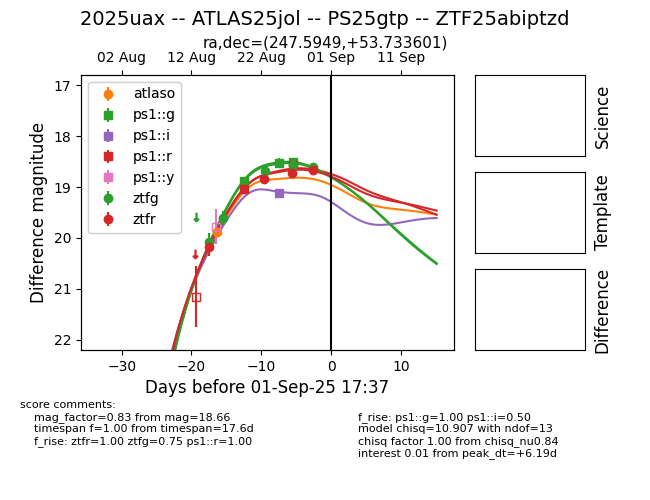 2025uax -- ATLAS25jol -- PS25gtp -- ZTF25abiptzd
ra,dec=(247.5949,+53.733601)
02 Aug 12 Aug 22 Aug 01 Sep 11 Sep
atlaso
ps1::g
ps1::i
ps1::r
ps1::y
ztfg
ztfr
17
18
19
20
21
22
Difference magnitude
−30 −20 −10 0 10
Days before 01-Sep-25 17:37
Science
Template
Difference
score comments:
mag_factor=0.83 from mag=18.66
timespan f=1.00 from timespan=17.6d
f_rise: ztfr=1.00 ztfg=0.75 ps1::r=1.00
f_rise: ps1::g=1.00 ps1::i=0.50
model chisq=10.907 with ndof=13
chisq factor 1.00 from chisq_nu0.84
interest 0.01 from peak_dt=+6.19d